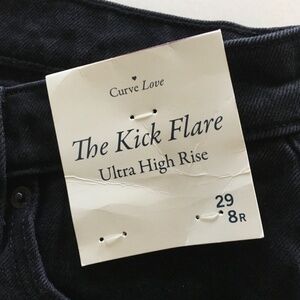 Curve Love
The Kick Flare
Ultra High Rise
29
8R